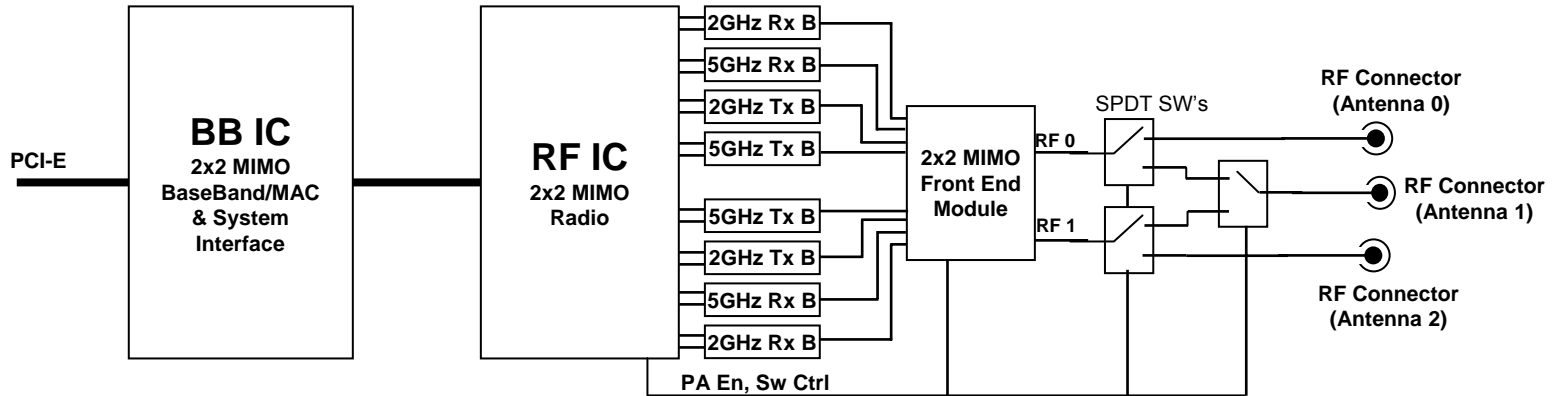 PCI-E
BB IC
2x2 MIMO
BaseBand/MAC
& System
Interface
RF IC
2x2 MIMO
Radio
2GHz Rx B
5GHz Rx B
2GHz Tx B
5GHz Tx B
5GHz Tx B
2GHz Tx B
5GHz Rx B
2GHz Rx B
PA En, Sw Ctrl
2x2 MIMO
Front End
Module
RF 0
RF 1
SPDT SW's
RF Connector
(Antenna 0)
RF Connector
(Antenna 1)
RF Connector
(Antenna 2)